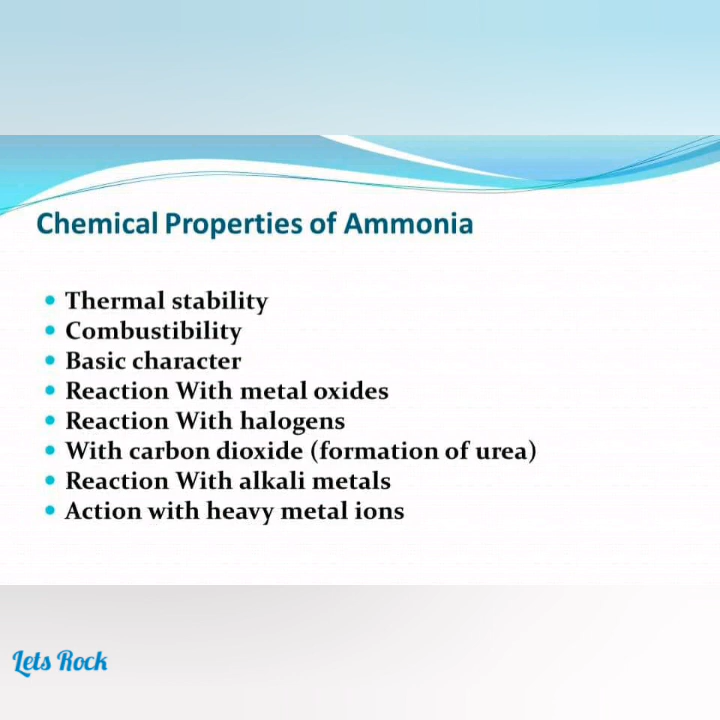 Chemical Properties of Ammonia
• Thermal stability
• Combustibility
• Basic character
• Reaction With metal oxides
• Reaction With halogens
• With carbon dioxide (formation of urea)
• Reaction With alkali metals
• Action with heavy metal ions
Lets Rock